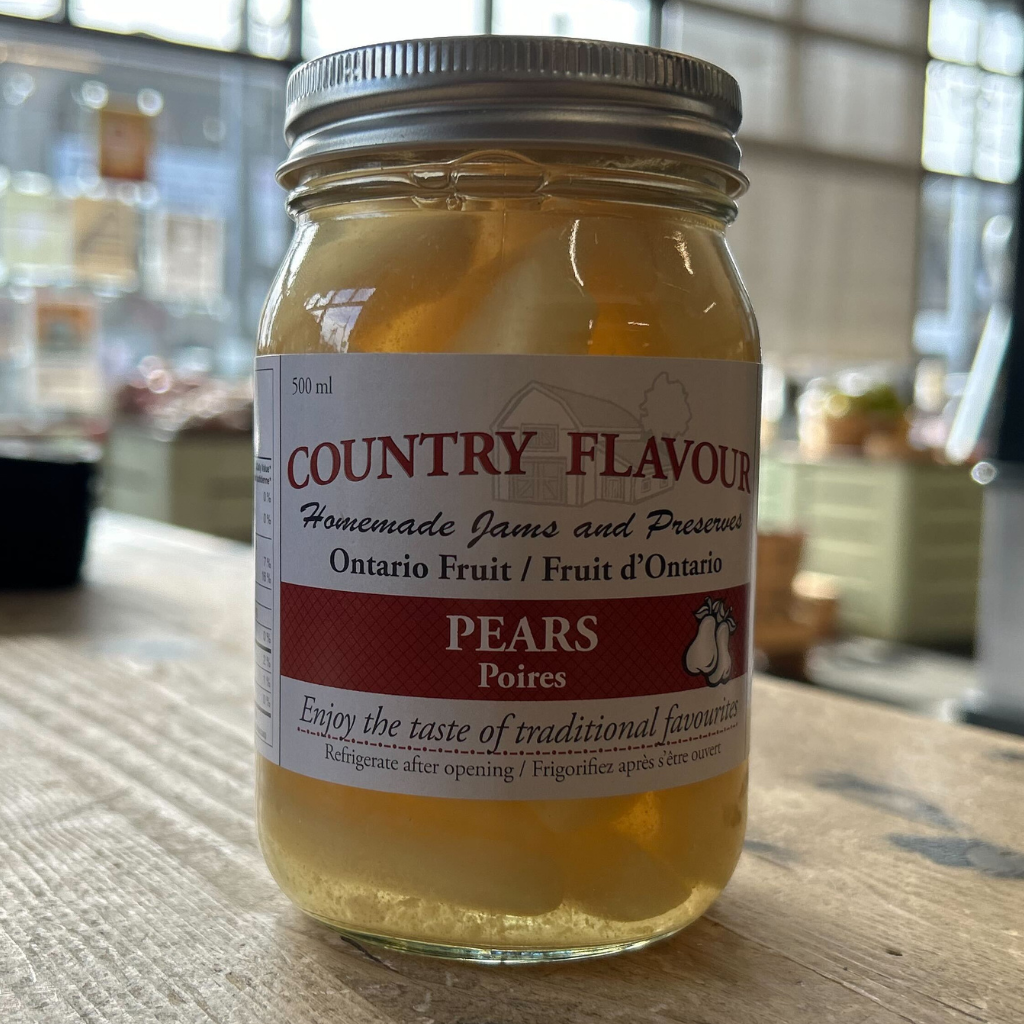 500 ml
COUNTRY FLAVOUR
Homemade Jams and Preserves
Ontario Fruit / Fruit d'Ontario
PEARS
Poires
Enjoy the taste of traditional favourites
Refrigerate after opening / Frigorifiez après s'être ouvert